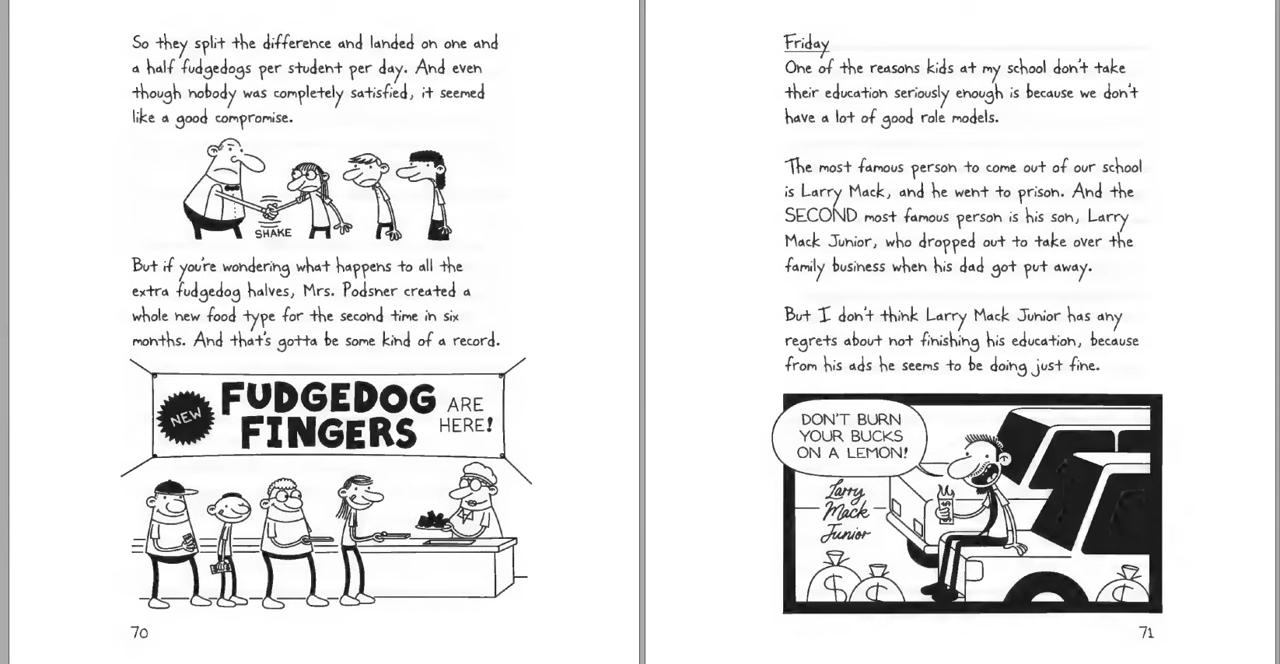 So they split the difference and landed on one and
a half fudgedogs per student per day. And even
though nobody was completely satisfied, it seemed
like a good compromise.
SHAKE
But if you're wondering what happens to all the
extra fudgedog halves, Mrs. Podsner created a
whole new food type for the second time in six
months. And that's gotta be some kind of a record.
NEW
FUDGEDOG
FINGERS
ARE
HERE!
70
Friday
One of the reasons kids at my school don't take
their education seriously enough is because we don't
have a lot of good role models.
The most famous person to come out of our school
is Larry Mack, and he went to prison. And the
SECOND most famous person is his son, Larry
Mack Junior, who dropped out to take over the
family business when his dad got put away.
But I don't think Larry Mack Junior has any
regrets about not finishing his education, because
from his ads he seems to be doing just fine.
DON'T BURN
YOUR BUCKS
ON A LEMON!
Larry
Mack
Junior
$
$
$
71